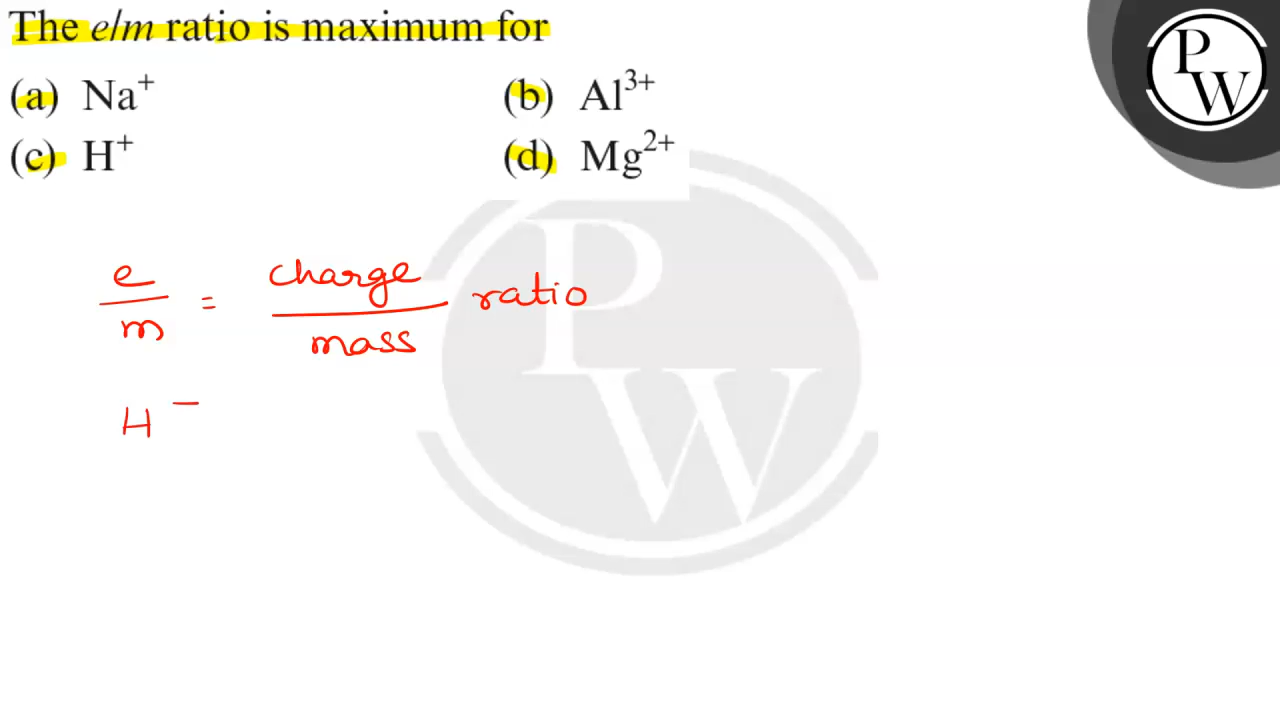 The e/m ratio is maximum for
(a) Na⁺ (b) Al³⁺
(c) H⁺ (d) Mg²⁺
P
W
e/m = charge/mass ratio
H⁻
P
W